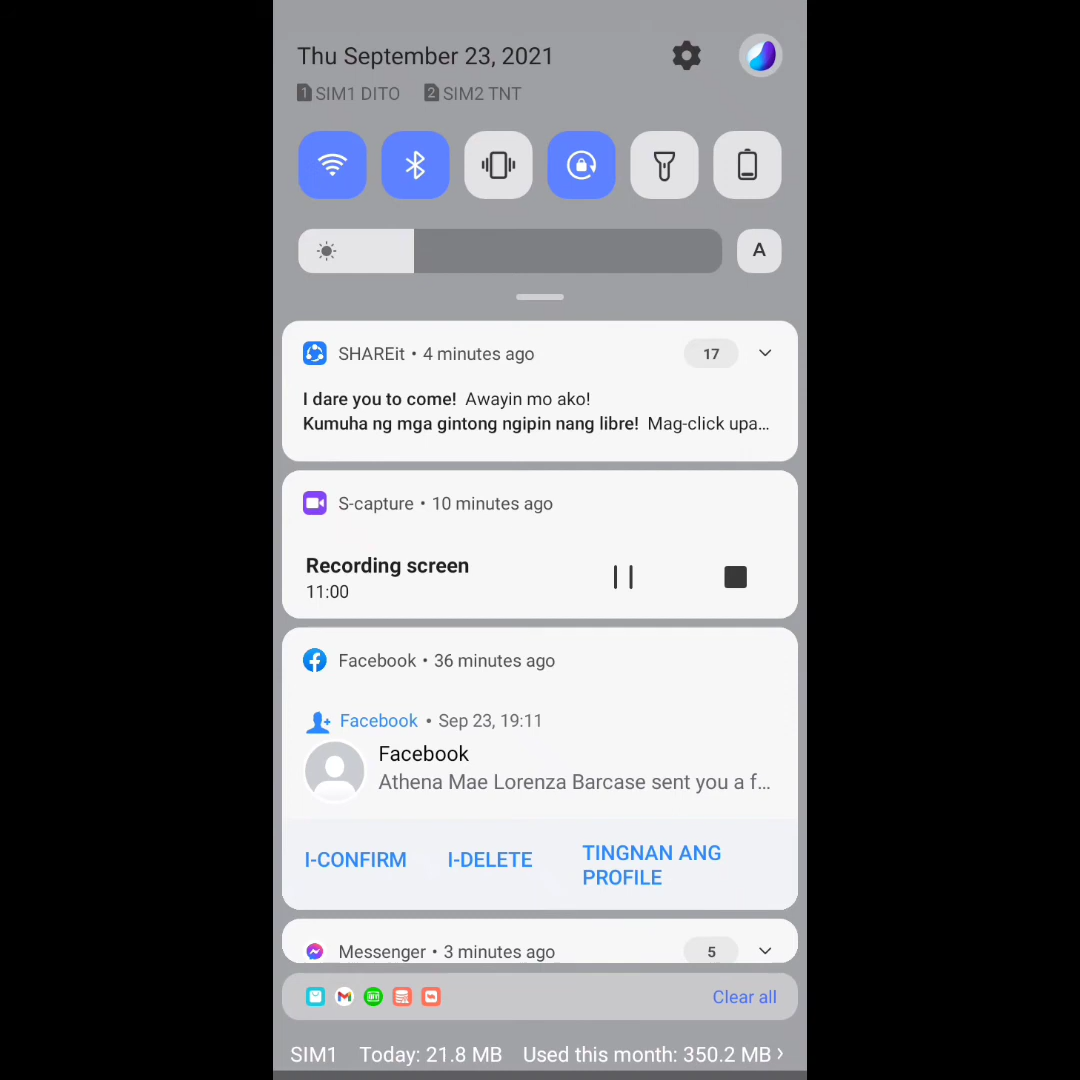 Thu September 23, 2021
1 SIM1 DITO 2 SIM2 TNT
A
SHAREit • 4 minutes ago 17
I dare you to come! Awayin mo ako!
Kumuha ng mga gintong ngipin nang libre! Mag-click upa...
S-capture • 10 minutes ago
Recording screen
11:00
Facebook • 36 minutes ago
Facebook • Sep 23, 19:11
Facebook
Athena Mae Lorenza Barcase sent you a f...
I-CONFIRM I-DELETE TINGNAN ANG
PROFILE
Messenger • 3 minutes ago 5
Clear all
SIM1 Today: 21.8 MB Used this month: 350.2 MB